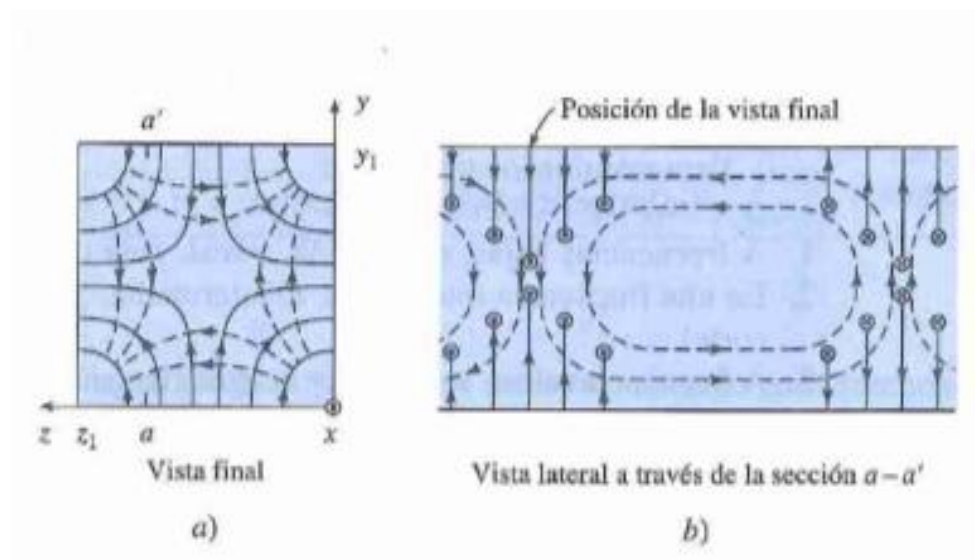 y
a'
y₁
z
z₁
a
x
Vista final
a)
Posición de la vista final
Vista lateral a través de la sección a–a'
b)